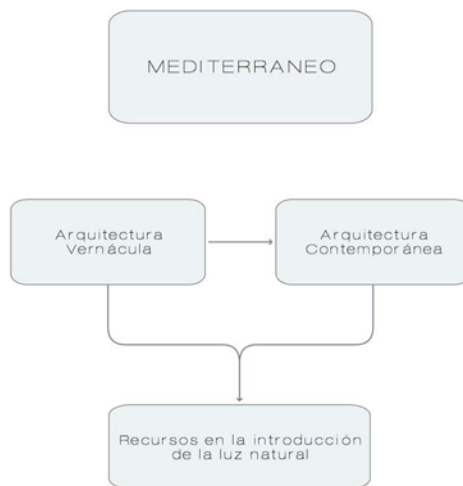 MEDITERRANEO
Arquitectura
Vernácula
Arquitectura
Contemporánea
Recursos en la introducción
de la luz natural